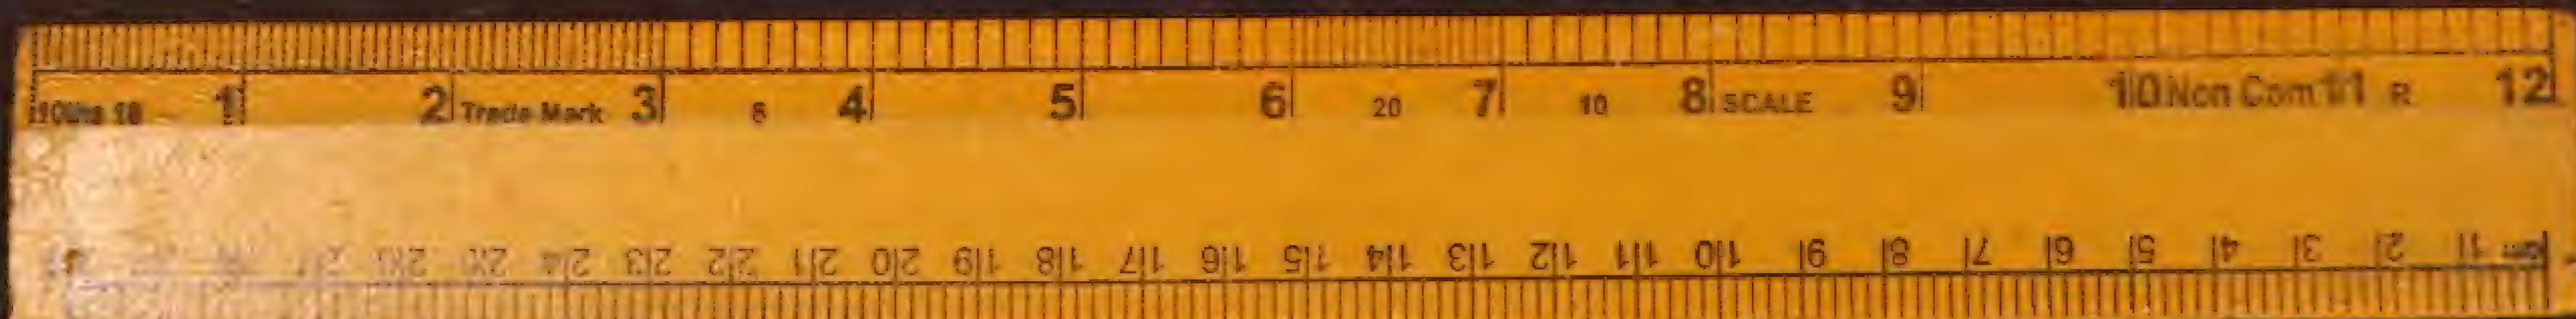 10ths 16 1 2 Trade Mark 3 8 4 5 6 20 7 10 8 SCALE 9 10 Non Com 11 R 12
cm 1 2 3 4 5 6 7 8 9 10 11 12 13 14 15 16 17 18 19 20 21 22 23 24 25 26 27